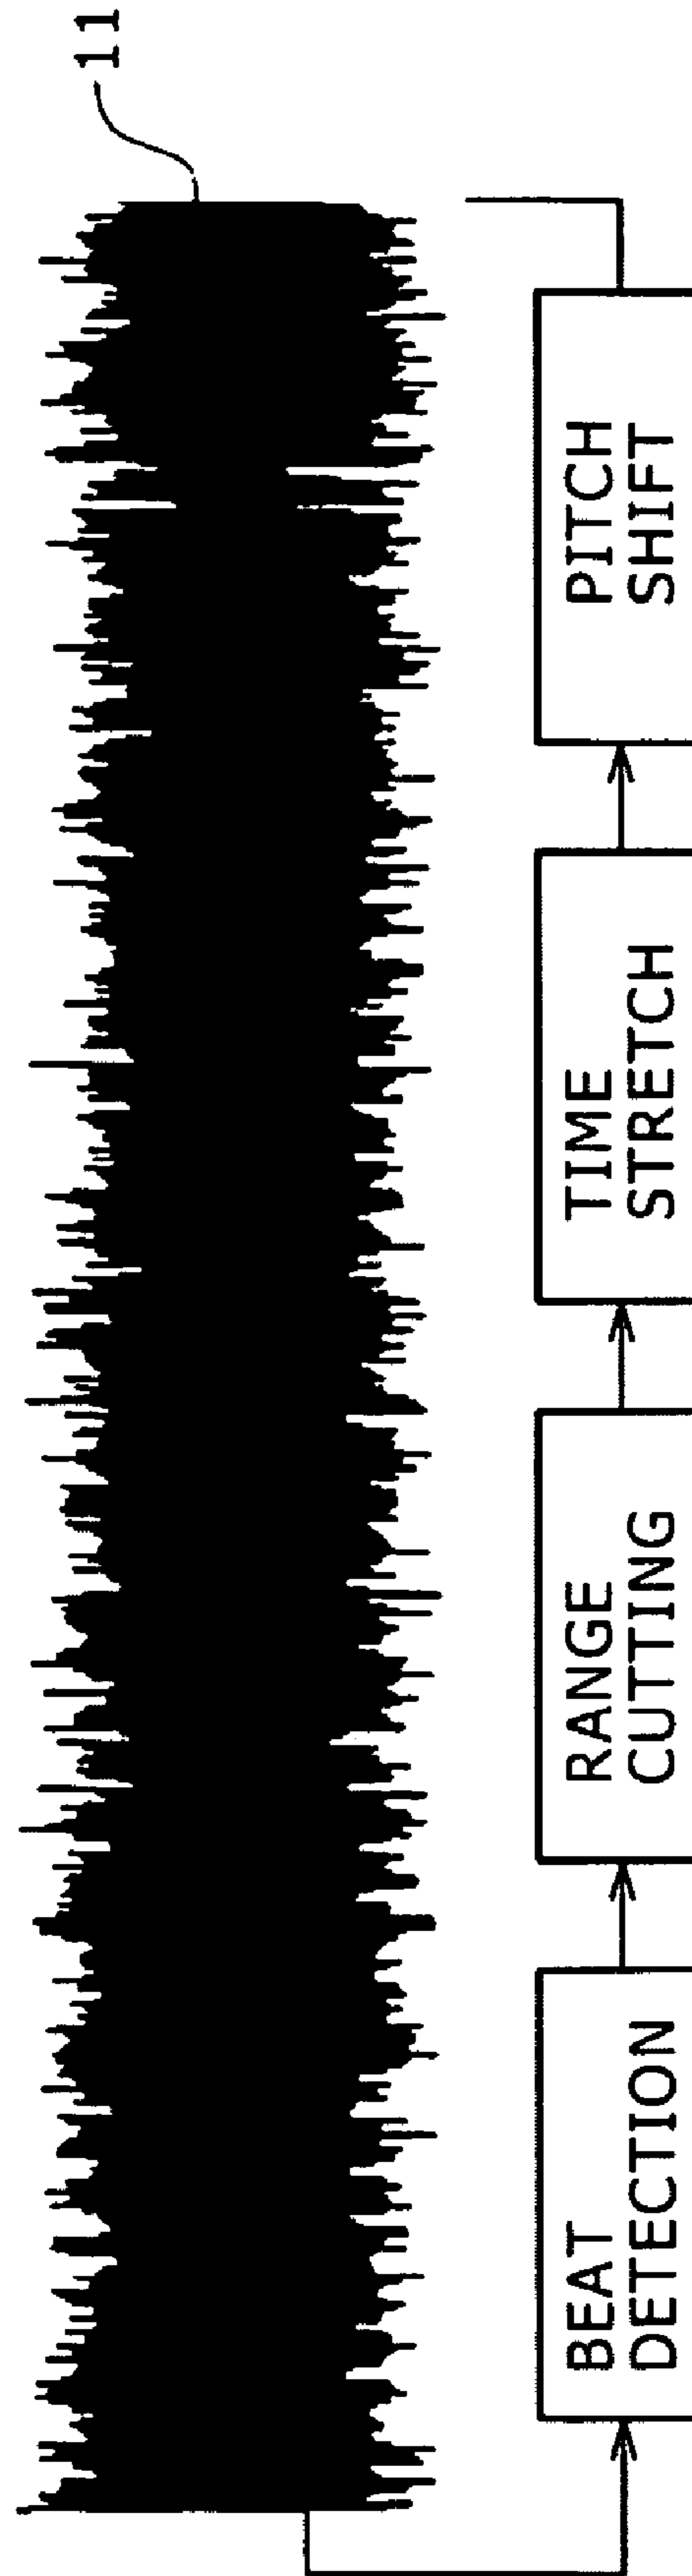 11
BEAT
DETECTION
RANGE
CUTTING
TIME
STRETCH
PITCH
SHIFT